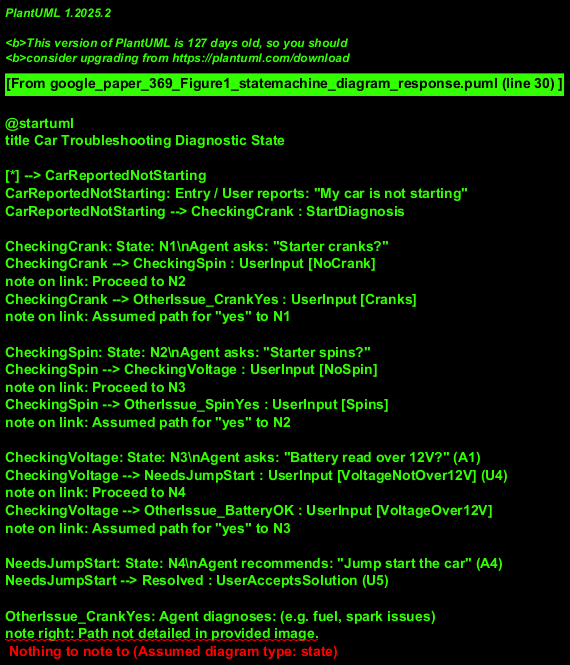 PlantUML 1.2025.2
<b>This version of PlantUML is 127 days old, so you should
<b>consider upgrading from https://plantuml.com/download
[From google_paper_369_Figure1_statemachine_diagram_response.puml (line 30) ]
@startuml
title Car Troubleshooting Diagnostic State
[*] --> CarReportedNotStarting
CarReportedNotStarting: Entry / User reports: "My car is not starting"
CarReportedNotStarting --> CheckingCrank : StartDiagnosis
CheckingCrank: State: N1\nAgent asks: "Starter cranks?"
CheckingCrank --> CheckingSpin : UserInput [NoCrank]
note on link: Proceed to N2
CheckingCrank --> OtherIssue_CrankYes : UserInput [Cranks]
note on link: Assumed path for "yes" to N1
CheckingSpin: State: N2\nAgent asks: "Starter spins?"
CheckingSpin --> CheckingVoltage : UserInput [NoSpin]
note on link: Proceed to N3
CheckingSpin --> OtherIssue_SpinYes : UserInput [Spins]
note on link: Assumed path for "yes" to N2
CheckingVoltage: State: N3\nAgent asks: "Battery read over 12V?" (A1)
CheckingVoltage --> NeedsJumpStart : UserInput [VoltageNotOver12V] (U4)
note on link: Proceed to N4
CheckingVoltage --> OtherIssue_BatteryOK : UserInput [VoltageOver12V]
note on link: Assumed path for "yes" to N3
NeedsJumpStart: State: N4\nAgent recommends: "Jump start the car" (A4)
NeedsJumpStart --> Resolved : UserAcceptsSolution (U5)
OtherIssue_CrankYes: Agent diagnoses: (e.g. fuel, spark issues)
note right: Path not detailed in provided image.
Nothing to note to (Assumed diagram type: state)